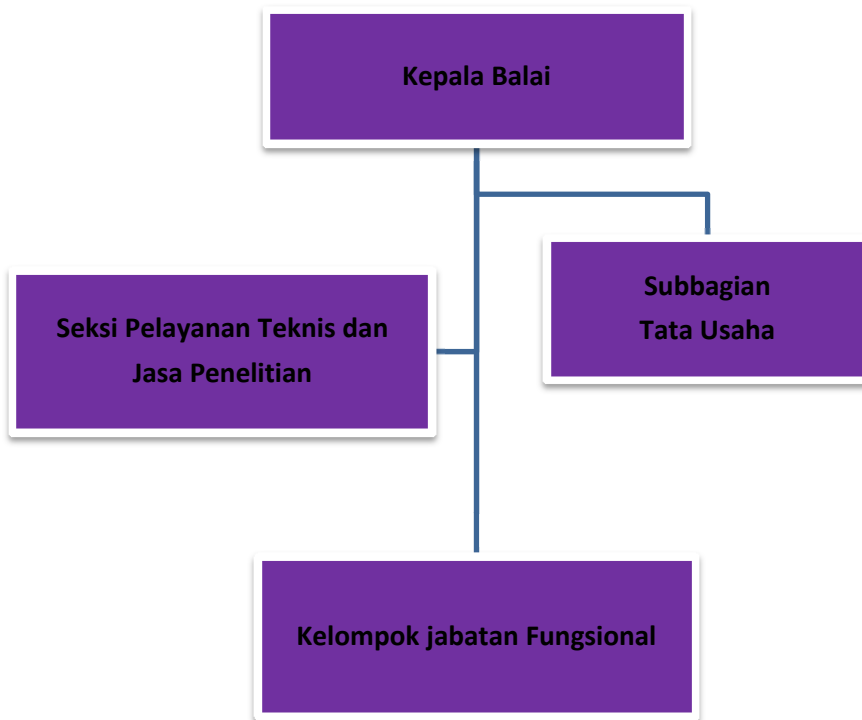 Kepala Balai
Subbagian
Tata Usaha
Seksi Pelayanan Teknis dan
Jasa Penelitian
Kelompok jabatan Fungsional